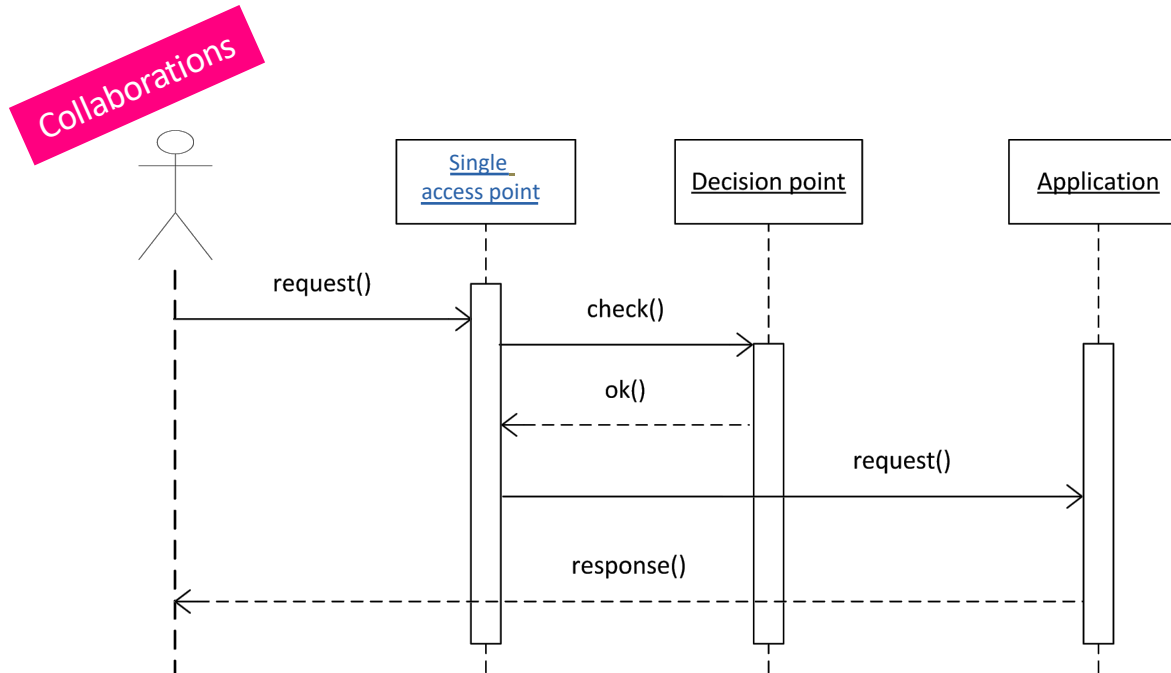 Collaborations
Single
access point
Decision point
Application
request()
check()
ok()
request()
response()